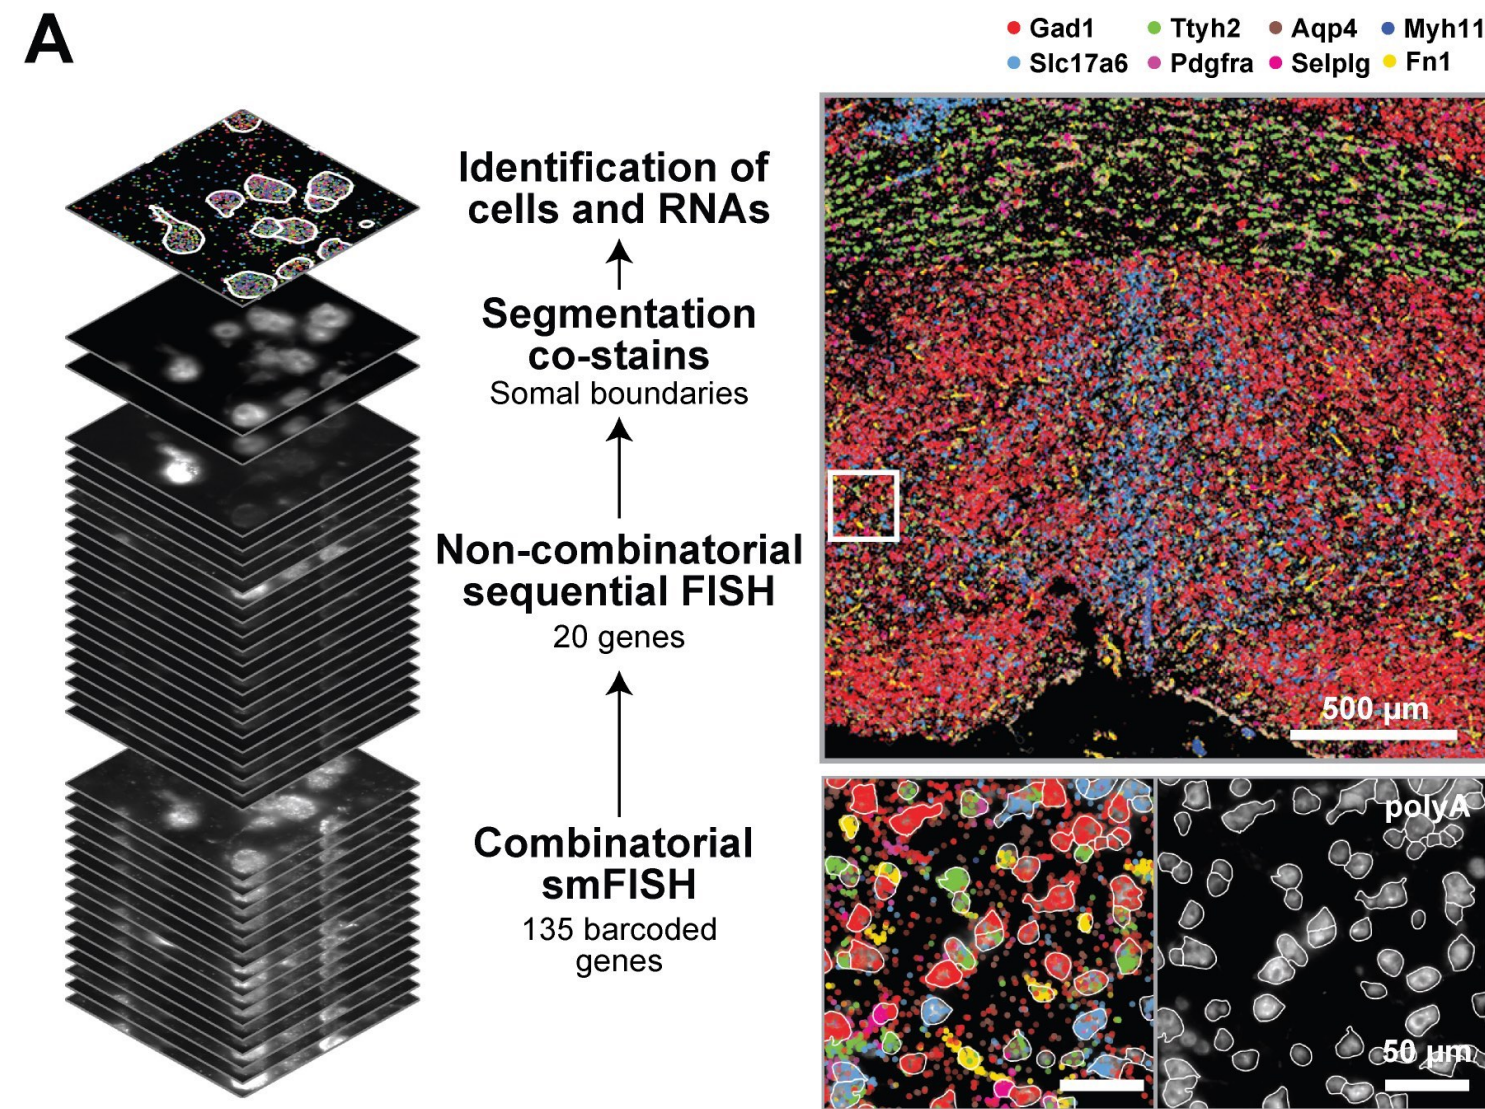 A
Gad1 Ttyh2 Aqp4 Myh11
Slc17a6 Pdgfra Selplg Fn1
Identification of
cells and RNAs
Segmentation
co-stains
Somal boundaries
Non-combinatorial
sequential FISH
20 genes
Combinatorial
smFISH
135 barcoded
genes
500 µm
polyA
50 µm